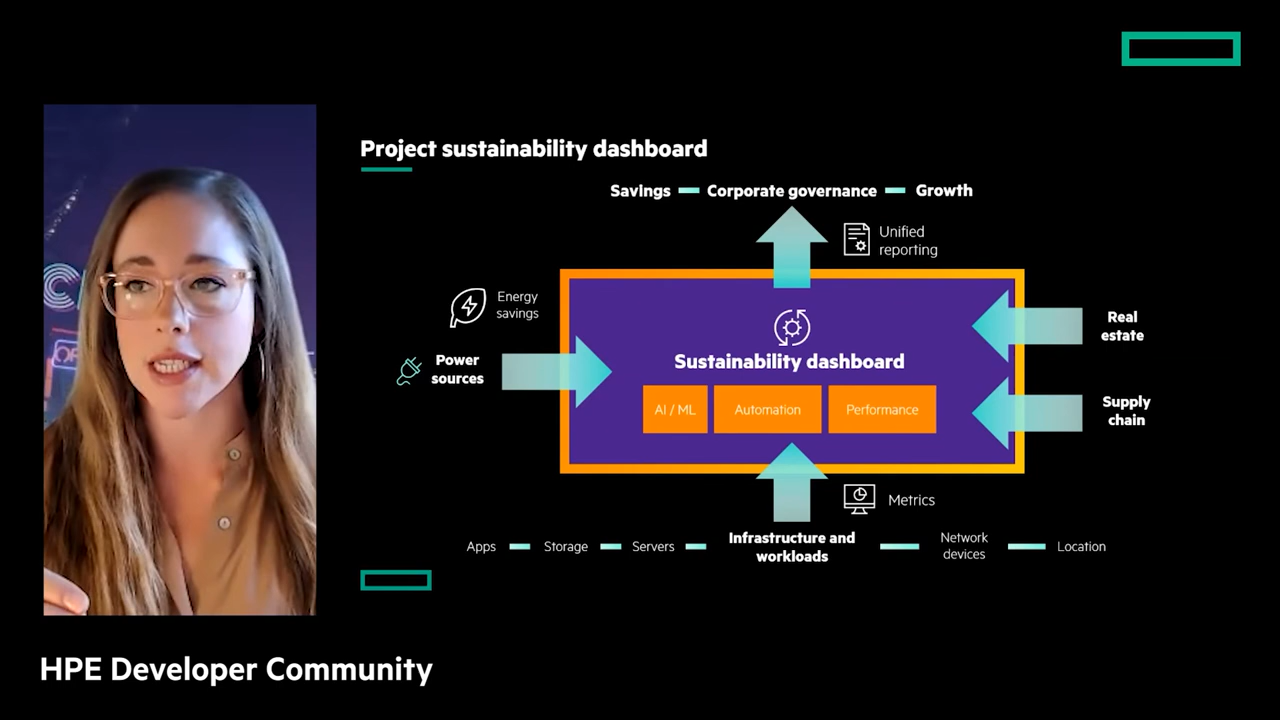 Project sustainability dashboard
Savings
Corporate governance
Growth
Unified
reporting
Energy
savings
Power
sources
Sustainability dashboard
AI / ML
Automation
Performance
Real
estate
Supply
chain
Metrics
Apps
Storage
Servers
Infrastructure and
workloads
Network
devices
Location
HPE Developer Community